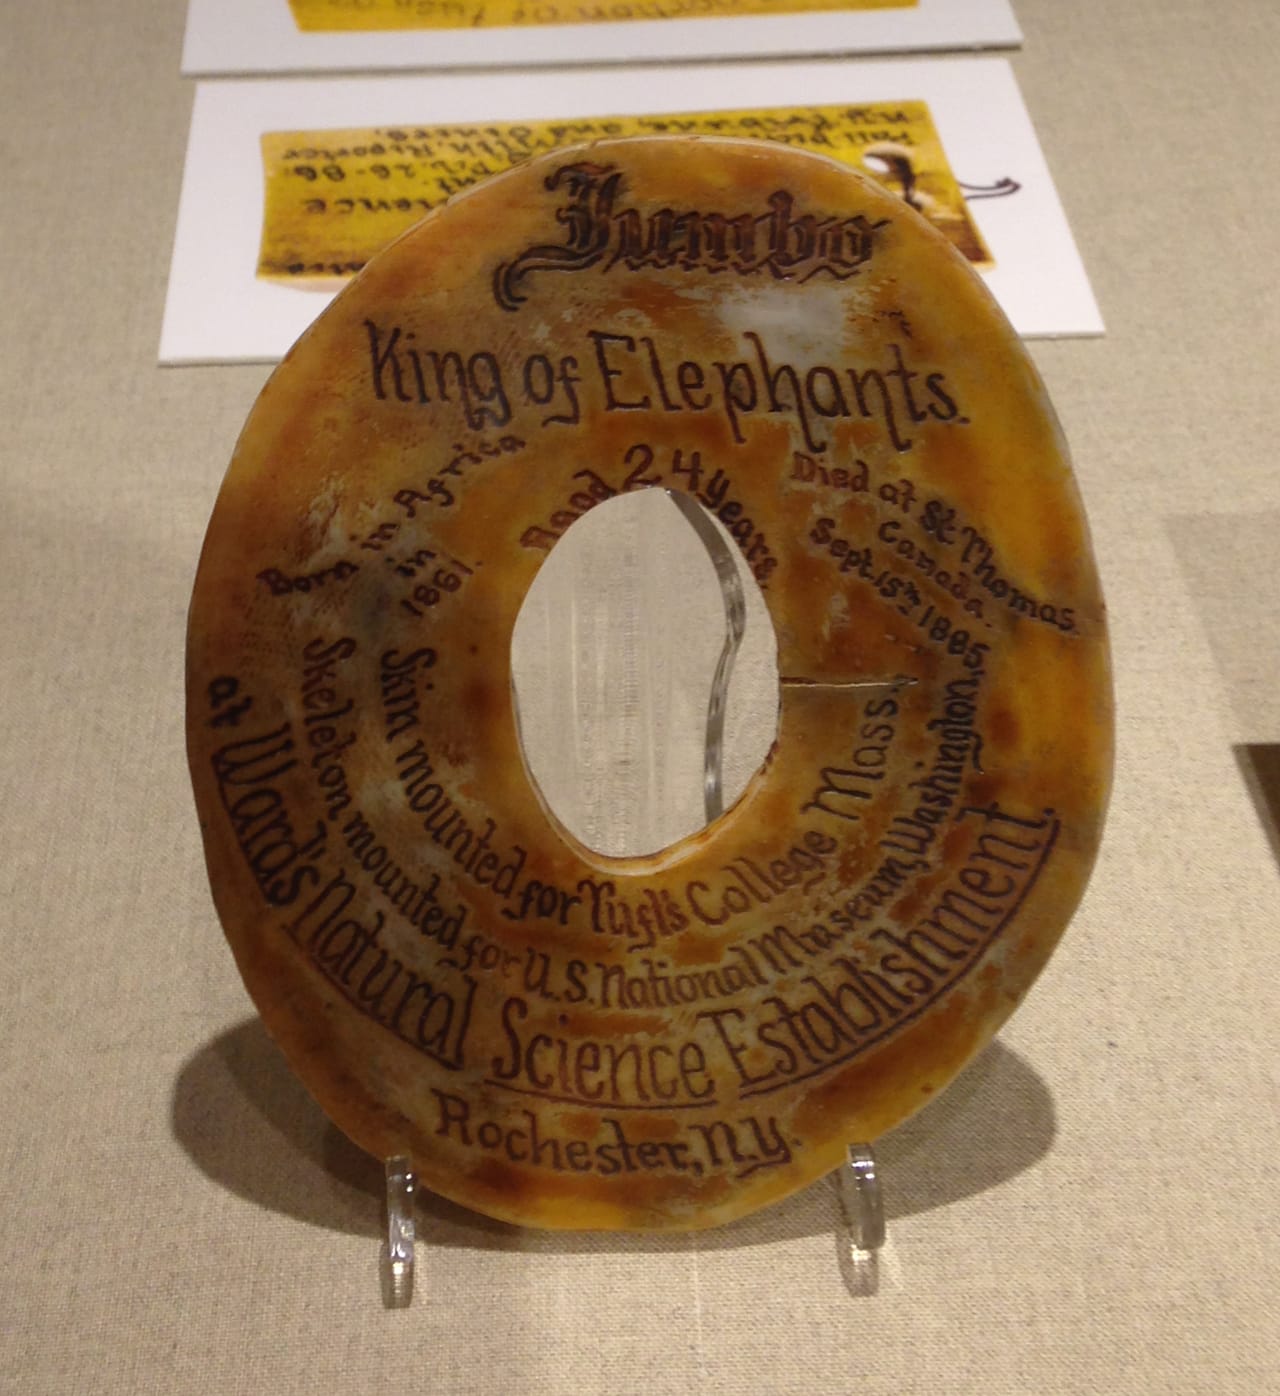 Jumbo
King of Elephants.
Born in Africa
in
1861.
Aged 24 years.
Died at St. Thomas
Canada.
Sept. 15th 1885.
Skin mounted for Tuft's College Mass.
Skeleton mounted for U.S. National Museum, Washington,
at Ward's Natural Science Establishment.
Rochester, N.Y.